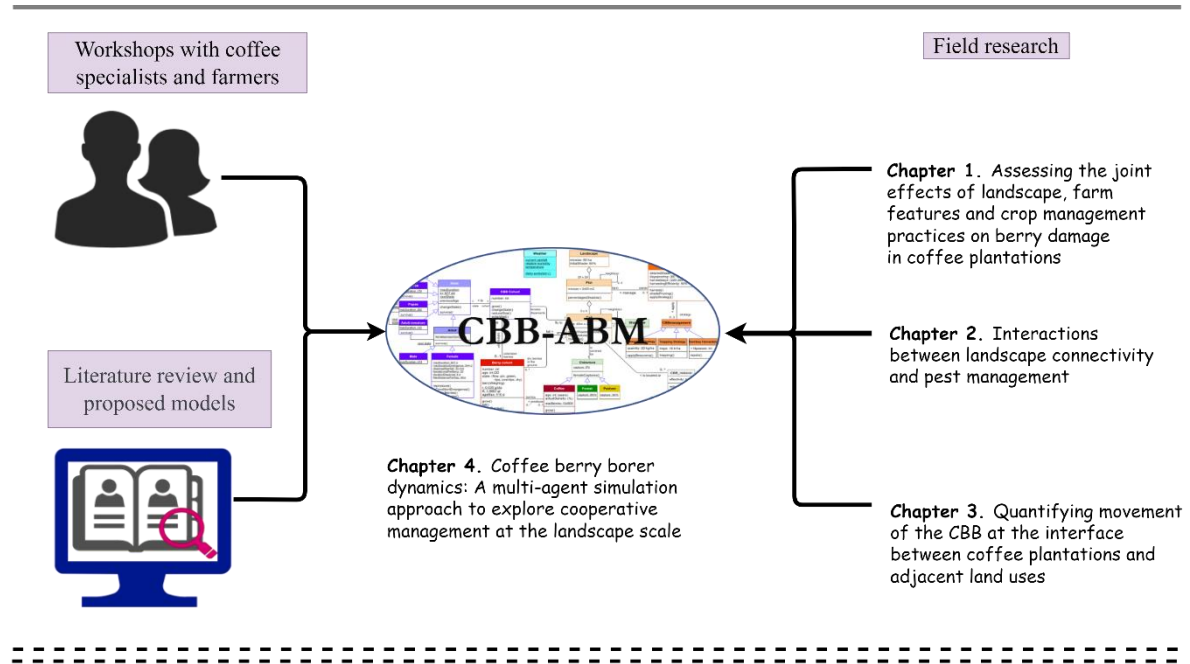 Workshops with coffee
specialists and farmers
Field research
Literature review and
proposed models
CBB-ABM
Chapter 1. Assessing the joint
effects of landscape, farm
features and crop management
practices on berry damage
in coffee plantations
Chapter 2. Interactions
between landscape connectivity
and pest management
Chapter 3. Quantifying movement
of the CBB at the interface
between coffee plantations and
adjacent land uses
Chapter 4. Coffee berry borer
dynamics: A multi-agent simulation
approach to explore cooperative
management at the landscape scale